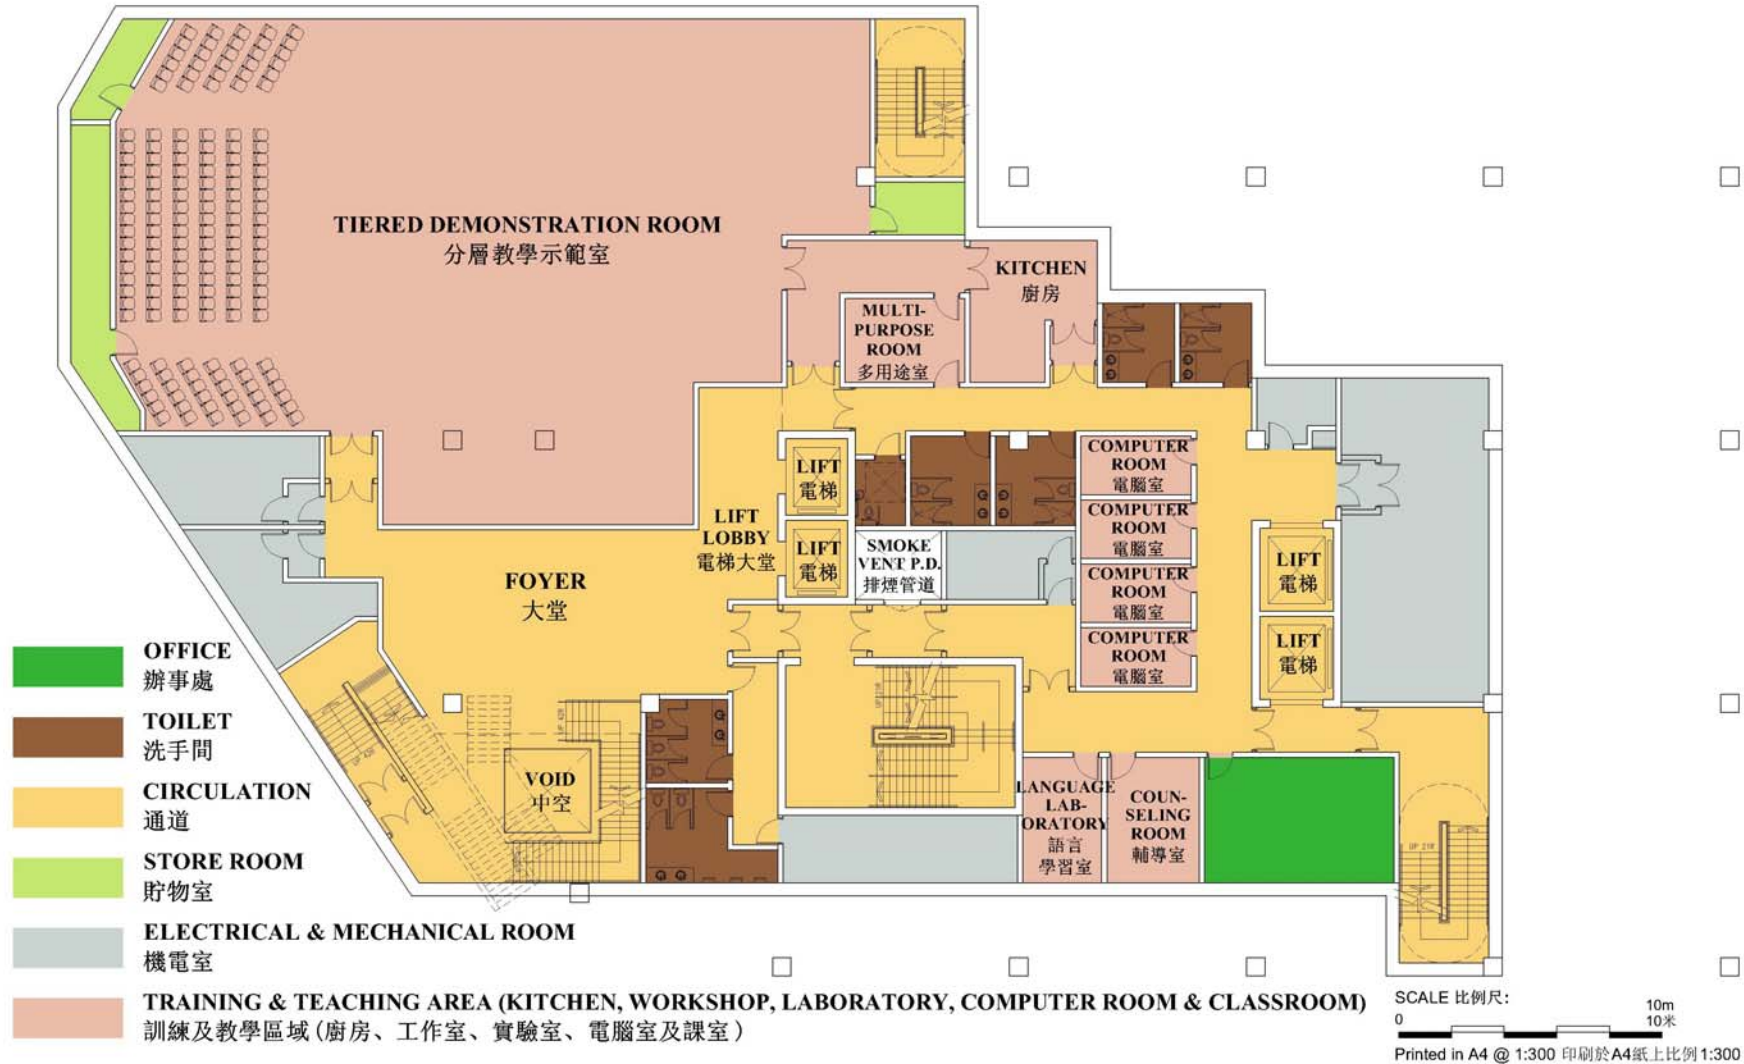 TIERED DEMONSTRATION ROOM
分層教學示範室
KITCHEN
廚房
MULTI-
PURPOSE
ROOM
多用途室
COMPUTER
ROOM
電腦室
COMPUTER
ROOM
電腦室
COMPUTER
ROOM
電腦室
COMPUTER
ROOM
電腦室
LIFT
電梯
LIFT
電梯
LIFT
LOBBY
電梯大堂
SMOKE
VENT P.D.
排煙管道
LIFT
電梯
LIFT
電梯
FOYER
大堂
VOID
中空
LANGUAGE
LAB-
ORATORY
語言
學習室
COUN-
SELING
ROOM
輔導室
UP 42R
UP 21R
UP 21R
OFFICE
辦事處
TOILET
洗手間
CIRCULATION
通道
STORE ROOM
貯物室
ELECTRICAL & MECHANICAL ROOM
機電室
TRAINING & TEACHING AREA (KITCHEN, WORKSHOP, LABORATORY, COMPUTER ROOM & CLASSROOM)
訓練及教學區域(廚房、工作室、實驗室、電腦室及課室)
SCALE 比例尺:
0 10m
10米
Printed in A4 @ 1:300 印刷於A4紙上比例1:300